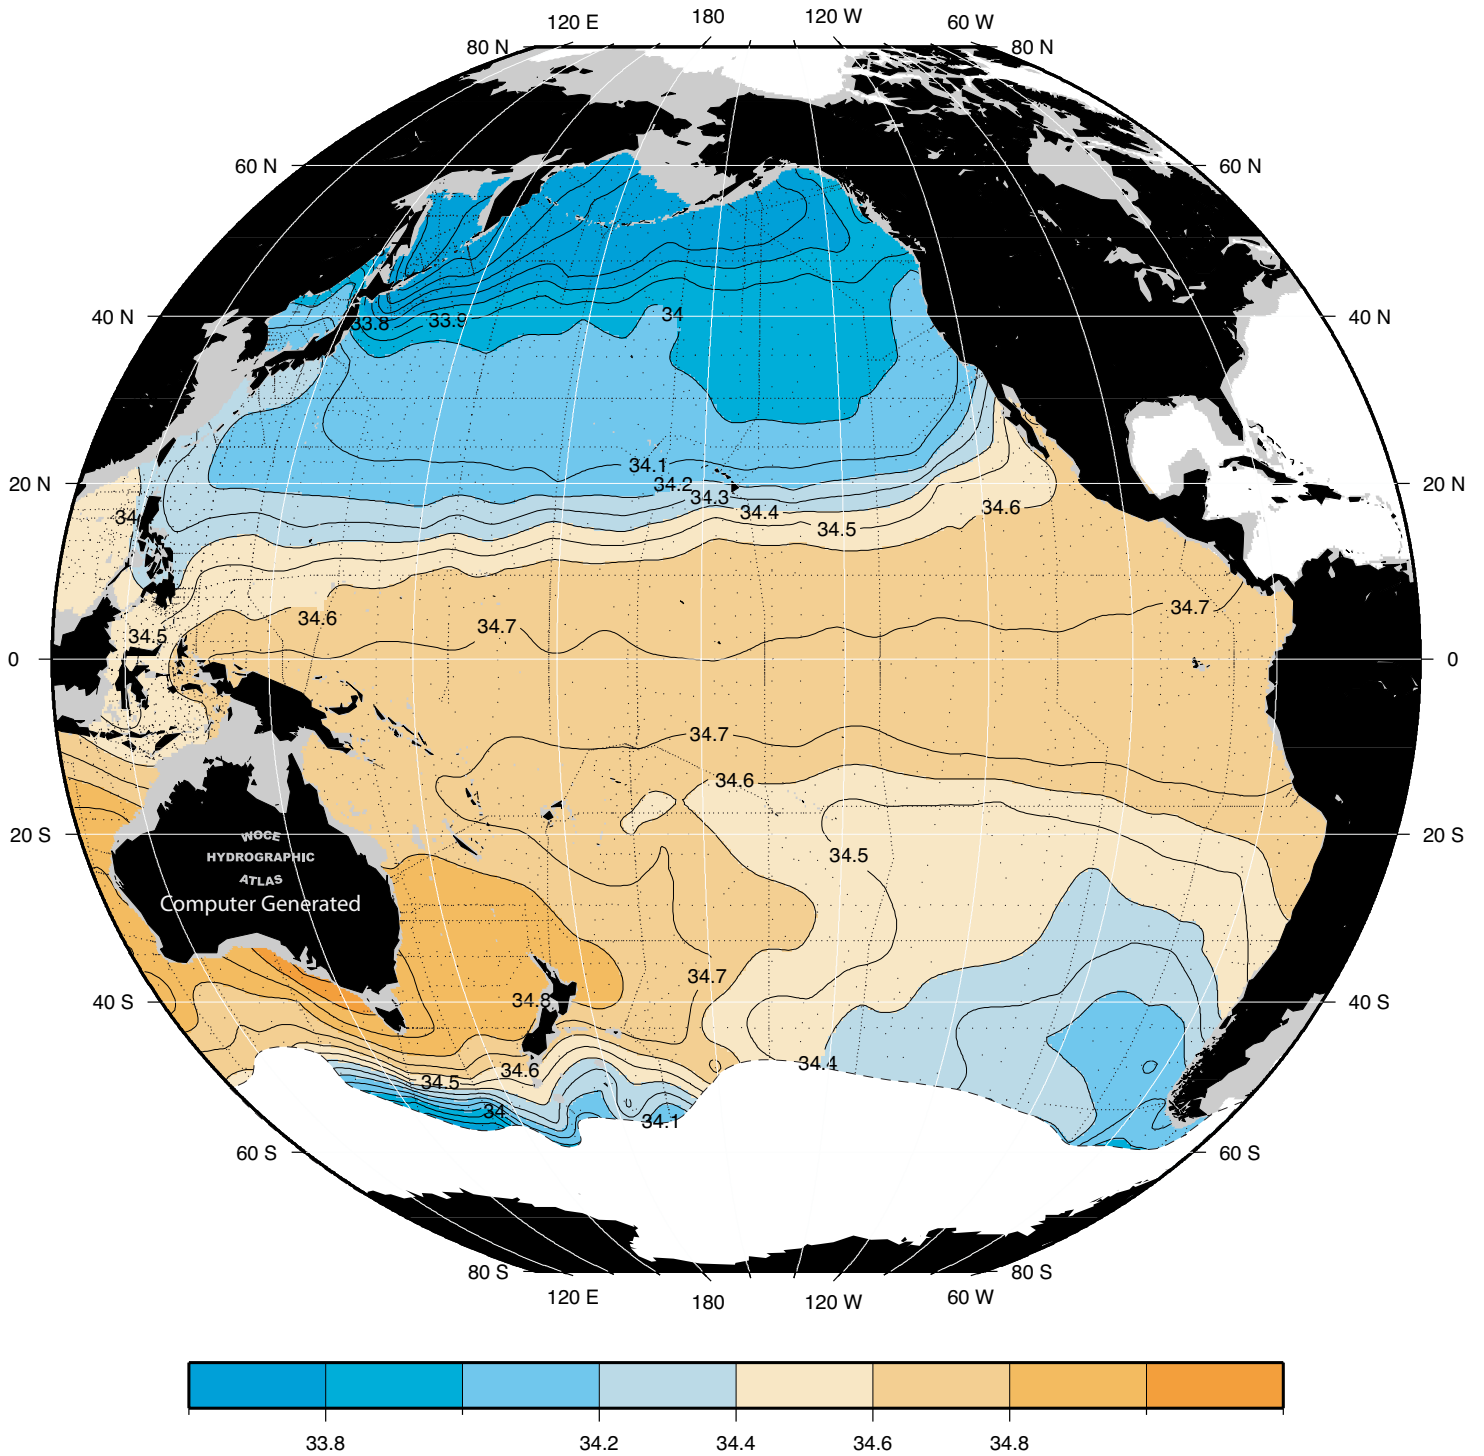 120 E 180 120 W 60 W
80 N 80 N
60 N 60 N
33.8 33.9 34
40 N 40 N
34.1
34.2
20 N 20 N
34.3
34.6
34.4
34 34.5
34.6 34.7 34.7
34.5
0 0
34.7
34.6
20 S 20 S
WOCE
34.5
HYDROGRAPHIC
ATLAS
Computer Generated
34.7
34.8
40 S 40 S
34.4
34.6
34.5
34 34.1
60 S 60 S
80 S 80 S
120 E 180 120 W 60 W
33.8 34.2 34.4 34.6 34.8